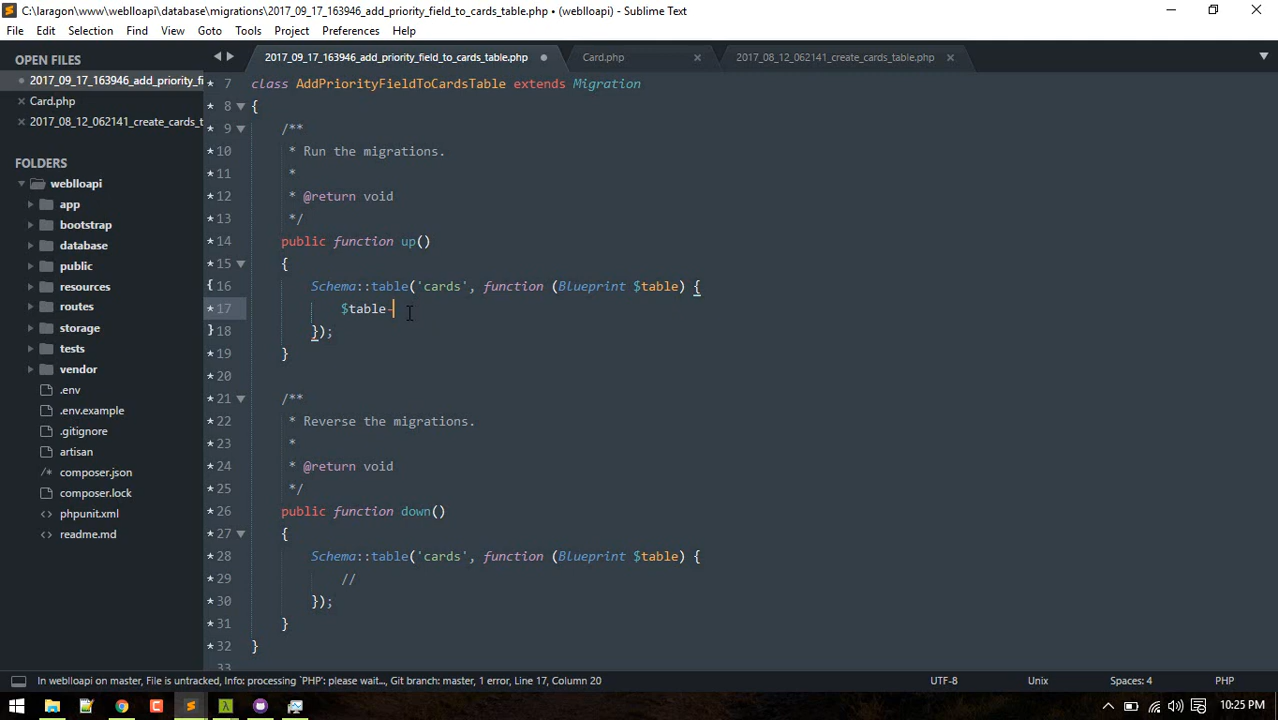 C:\laragon\www\weblloapi\database\migrations\2017_09_17_163946_add_priority_field_to_cards_table.php • (weblloapi) - Sublime Text
File Edit Selection Find View Goto Tools Project Preferences Help
OPEN FILES
2017_09_17_163946_add_priority_fi
Card.php
2017_08_12_062141_create_cards_t
FOLDERS
weblloapi
app
bootstrap
database
public
resources
routes
storage
tests
vendor
.env
.env.example
.gitignore
artisan
composer.json
composer.lock
phpunit.xml
readme.md
2017_09_17_163946_add_priority_field_to_cards_table.php Card.php 2017_08_12_062141_create_cards_table.php
* 7 class AddPriorityFieldToCardsTable extends Migration
* 8 {
* 9 /**
* 10 * Run the migrations.
* 11 *
* 12 * @return void
* 13 */
* 14 public function up()
* 15 {
{ 16 Schema::table('cards', function (Blueprint $table) {
* 17 $table-
} 18 });
* 19 }
* 20
* 21 /**
* 22 * Reverse the migrations.
* 23 *
* 24 * @return void
* 25 */
* 26 public function down()
* 27 {
* 28 Schema::table('cards', function (Blueprint $table) {
* 29 //
* 30 });
* 31 }
* 32 }
33
In weblloapi on master, File is untracked, Info: processing `PHP`: please wait..., Git branch: master, 1 error, Line 17, Column 20 UTF-8 Unix Spaces: 4 PHP
10:25 PM